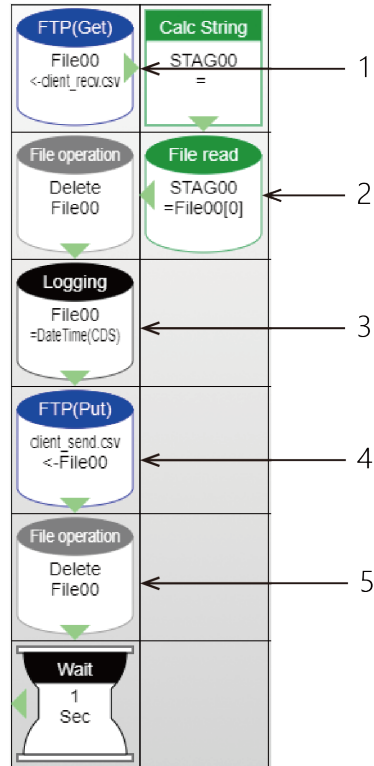 FTP(Get)
File00
<-client_recv.csv
Calc String
STAG00
=
1
File operation
Delete
File00
File read
STAG00
=File00[0]
2
Logging
File00
=DateTime(CDS)
3
FTP(Put)
client_send.csv
<-File00
4
File operation
Delete
File00
5
Wait
1
Sec